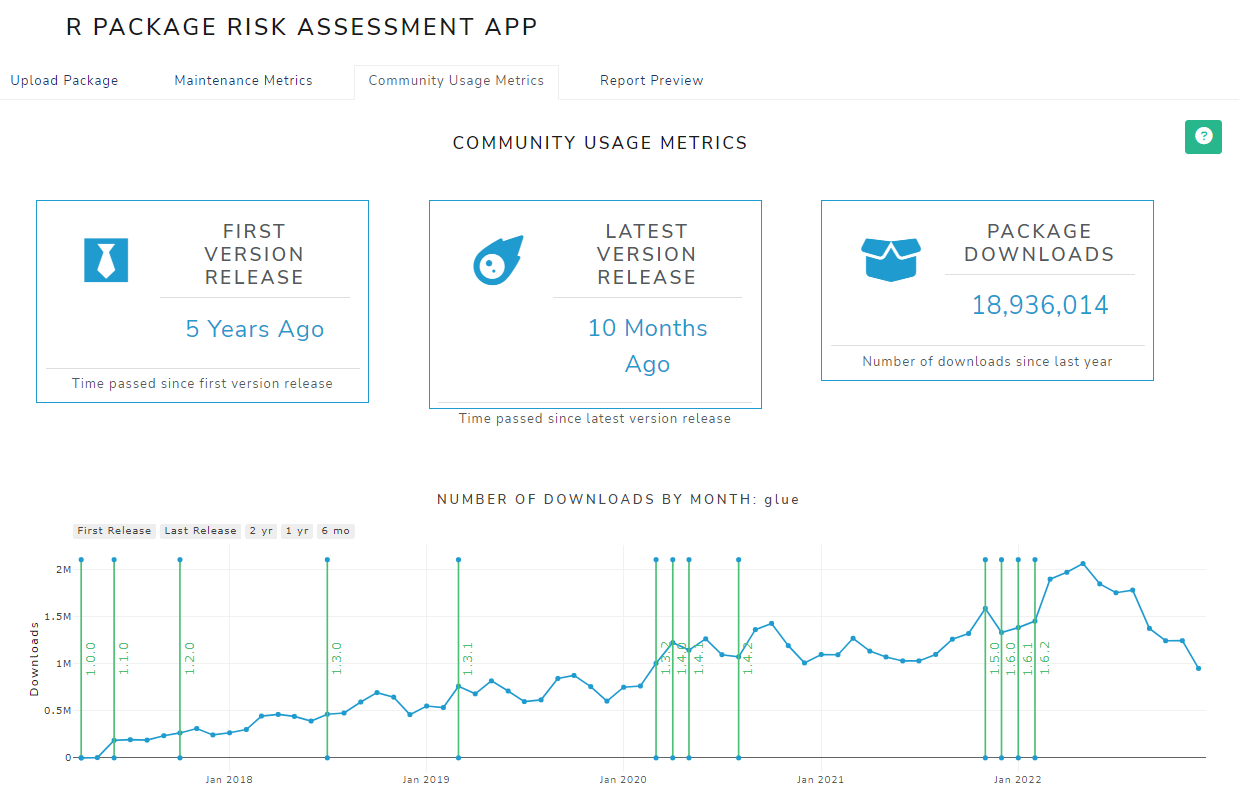 R PACKAGE RISK ASSESSMENT APP
Upload Package
Maintenance Metrics
Community Usage Metrics
Report Preview
COMMUNITY USAGE METRICS
?
FIRST
VERSION
RELEASE
5 Years Ago
Time passed since first version release
LATEST
VERSION
RELEASE
10 Months
Ago
Time passed since latest version release
PACKAGE
DOWNLOADS
18,936,014
Number of downloads since last year
NUMBER OF DOWNLOADS BY MONTH: glue
First Release
Last Release
2 yr
1 yr
6 mo
Downloads
2M
1.5M
1M
0.5M
0
1.0.0
1.1.0
1.2.0
1.3.0
1.3.1
1.3.2
1.4.0
1.4.1
1.4.2
1.5.0
1.6.0
1.6.1
1.6.2
Jan 2018
Jan 2019
Jan 2020
Jan 2021
Jan 2022